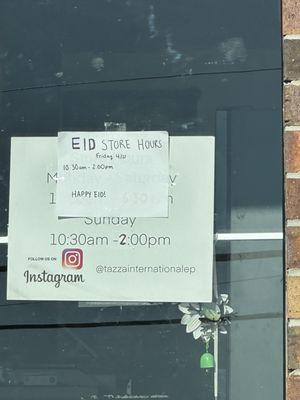 EID STORE HOURS
Friday 4/21
10:30am - 2:00pm
HAPPY EID!
Sunday
10:30am -2:00pm
FOLLOW US ON
Instagram
@tazzainternationalep